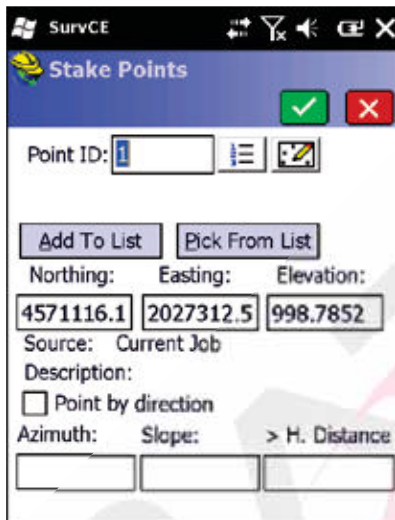 SurvCE
Stake Points
Point ID: 1
Add To List Pick From List
Northing: Easting: Elevation:
4571116.1 2027312.5 998.7852
Source: Current Job
Description:
Point by direction
Azimuth: Slope: > H. Distance